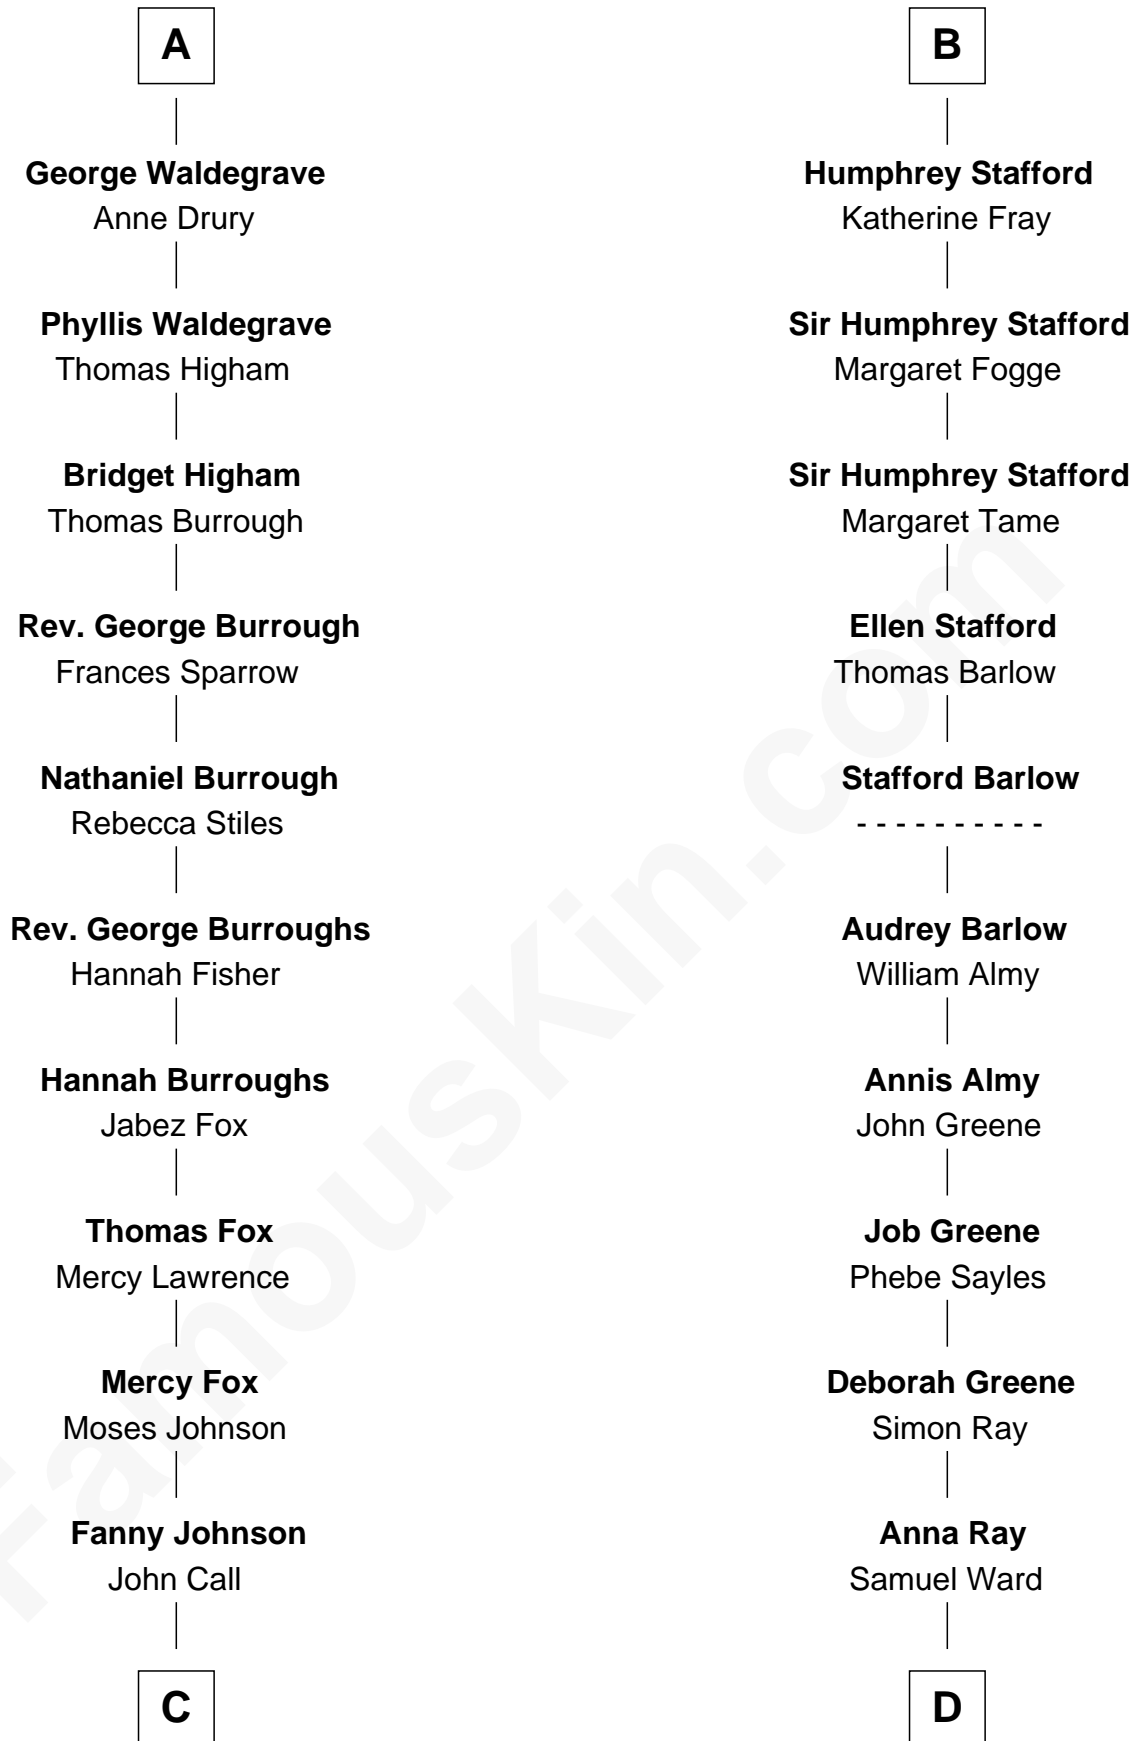 A
George Waldegrave
Anne Drury
Phyllis Waldegrave
Thomas Higham
Bridget Higham
Thomas Burrough
Rev. George Burrough
Frances Sparrow
Nathaniel Burrough
Rebecca Stiles
Rev. George Burroughs
Hannah Fisher
Hannah Burroughs
Jabez Fox
Thomas Fox
Mercy Lawrence
Mercy Fox
Moses Johnson
Fanny Johnson
John Call
C
B
Humphrey Stafford
Katherine Fray
Sir Humphrey Stafford
Margaret Fogge
Sir Humphrey Stafford
Margaret Tame
Ellen Stafford
Thomas Barlow
Stafford Barlow
- - - - - - - - - -
Audrey Barlow
William Almy
Annis Almy
John Greene
Job Greene
Phebe Sayles
Deborah Greene
Simon Ray
Anna Ray
Samuel Ward
D
FamousKin.com